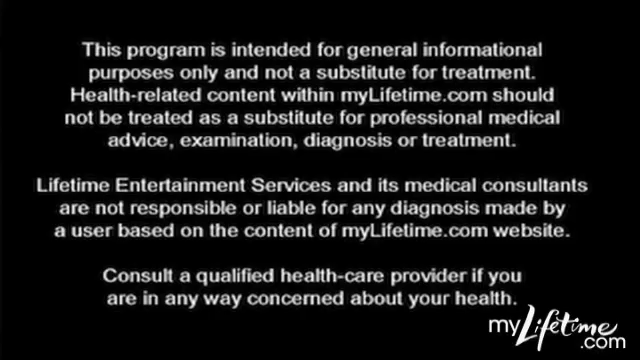 This program is intended for general informational
purposes only and not a substitute for treatment.
Health-related content within myLifetime.com should
not be treated as a substitute for professional medical
advice, examination, diagnosis or treatment.
Lifetime Entertainment Services and its medical consultants
are not responsible or liable for any diagnosis made by
a user based on the content of myLifetime.com website.
Consult a qualified health-care provider if you
are in any way concerned about your health.
myLifetime
.com